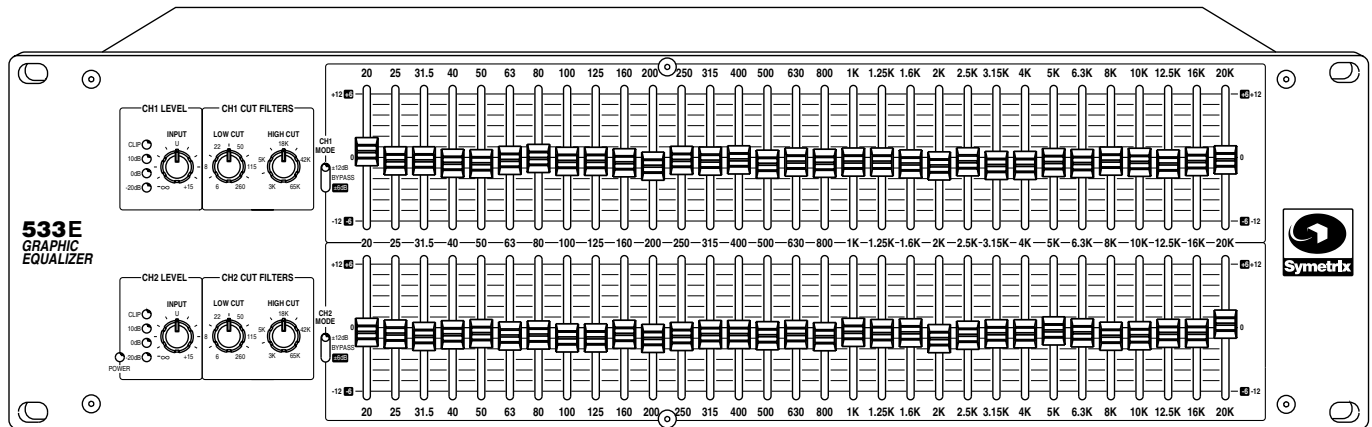 20 25 31.5 40 50 63 80 100 125 160 200 250 315 400 500 630 800 1K 1.25K 1.6K 2K 2.5K 3.15K 4K 5K 6.3K 8K 10K 12.5K 16K 20K
+12 +6 +6 +12
CH1 LEVEL CH1 CUT FILTERS
INPUT LOW CUT HIGH CUT
CH1
MODE
CLIP U 22 50 18K
10dB 8 115 5K 42K 0 0
0dB ±12dB
BYPASS
-20dB -∞ +15 6 260 3K 65K ±6dB
-12 -6 -6 -12
533E
GRAPHIC
EQUALIZER
Symetrix
20 25 31.5 40 50 63 80 100 125 160 200 250 315 400 500 630 800 1K 1.25K 1.6K 2K 2.5K 3.15K 4K 5K 6.3K 8K 10K 12.5K 16K 20K
+12 +6 +6 +12
CH2 LEVEL CH2 CUT FILTERS
INPUT LOW CUT HIGH CUT
CH2
MODE
CLIP U 22 50 18K
10dB 8 115 5K 42K 0 0
0dB ±12dB
BYPASS
-20dB -∞ +15 6 260 3K 65K ±6dB
POWER
-12 -6 -6 -12
20 25 31.5 40 50 63 80 100 125 160 200 250 315 400 500 630 800 1K 1.25K 1.6K 2K 2.5K 3.15K 4K 5K 6.3K 8K 10K 12.5K 16K 20K